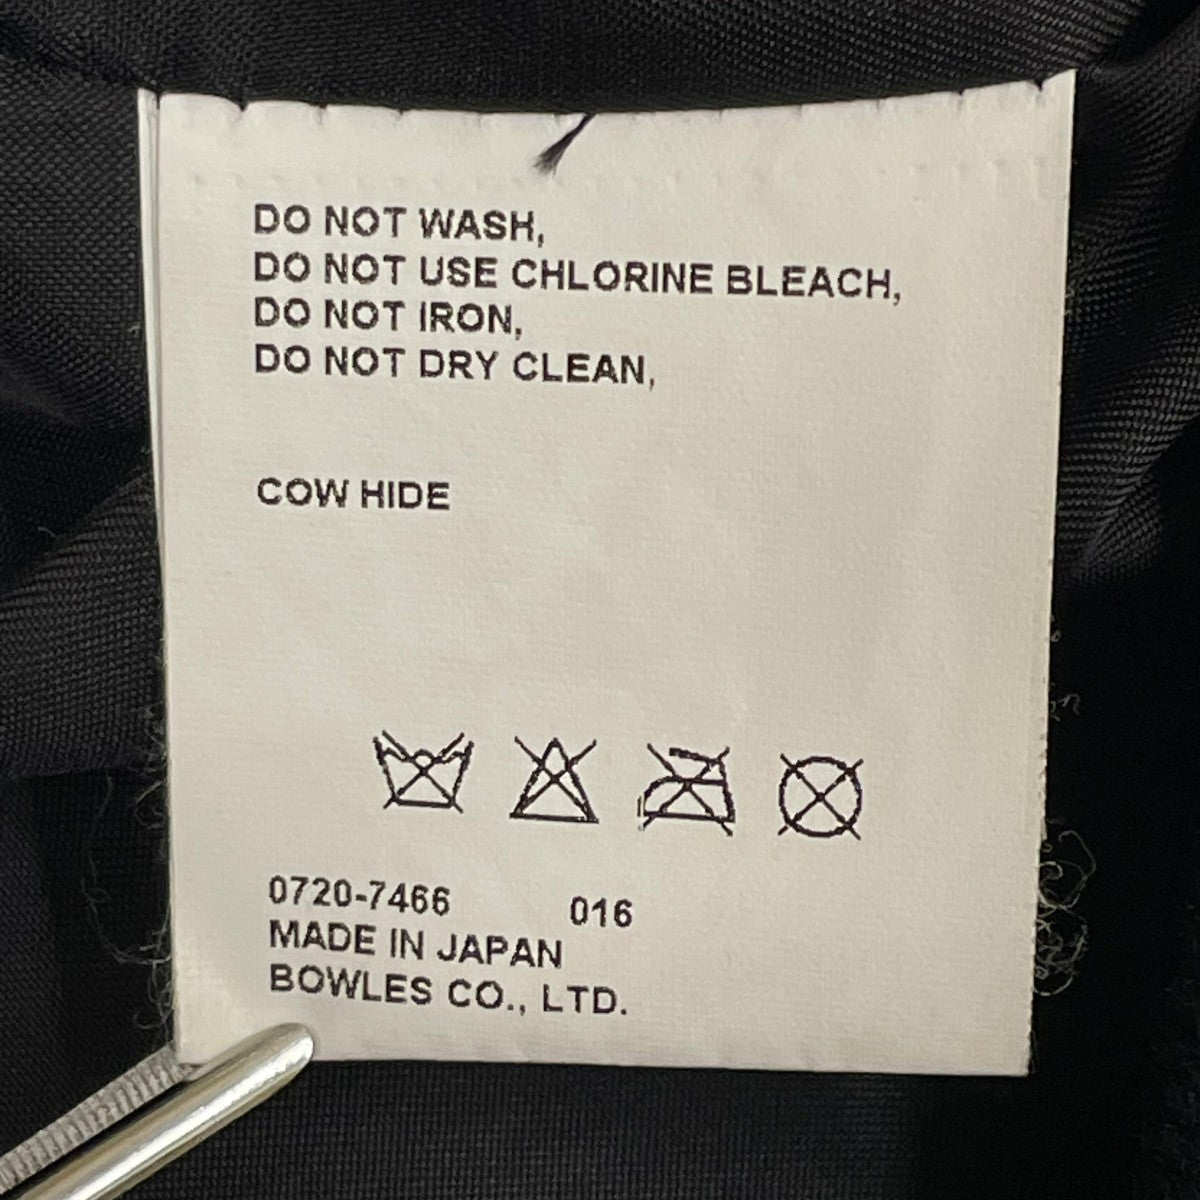 DO NOT WASH,
DO NOT USE CHLORINE BLEACH,
DO NOT IRON,
DO NOT DRY CLEAN,
COW HIDE
0720-7466 016
MADE IN JAPAN
BOWLES CO., LTD.